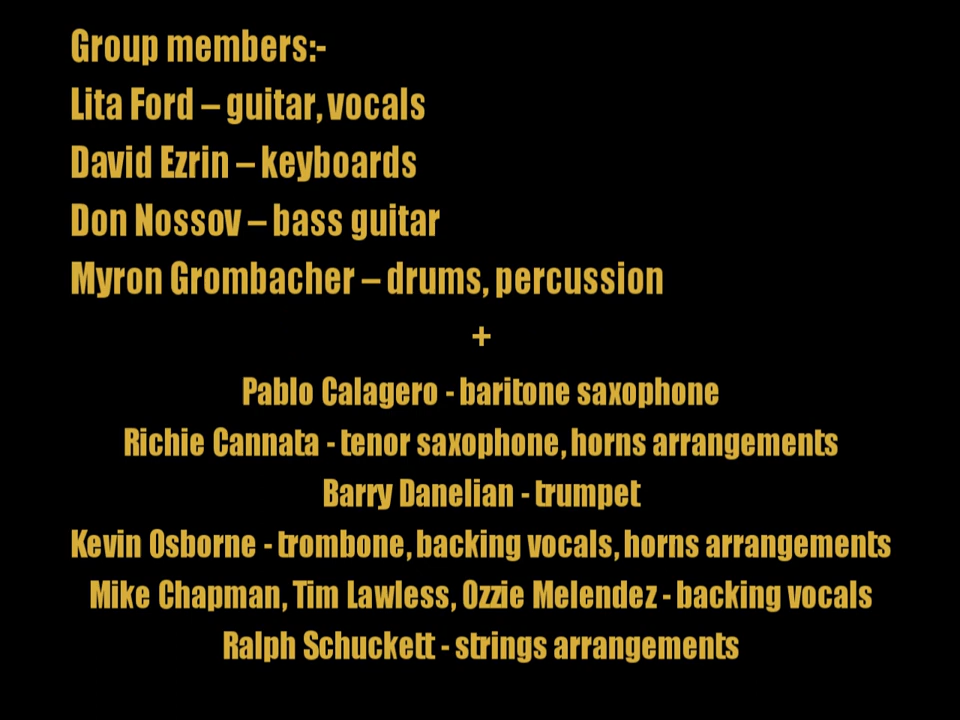 Group members:-
Lita Ford – guitar, vocals
David Ezrin – keyboards
Don Nossov – bass guitar
Myron Grombacher – drums, percussion
+
Pablo Calagero - baritone saxophone
Richie Cannata - tenor saxophone, horns arrangements
Barry Danelian - trumpet
Kevin Osborne - trombone, backing vocals, horns arrangements
Mike Chapman, Tim Lawless, Ozzie Melendez - backing vocals
Ralph Schuckett - strings arrangements